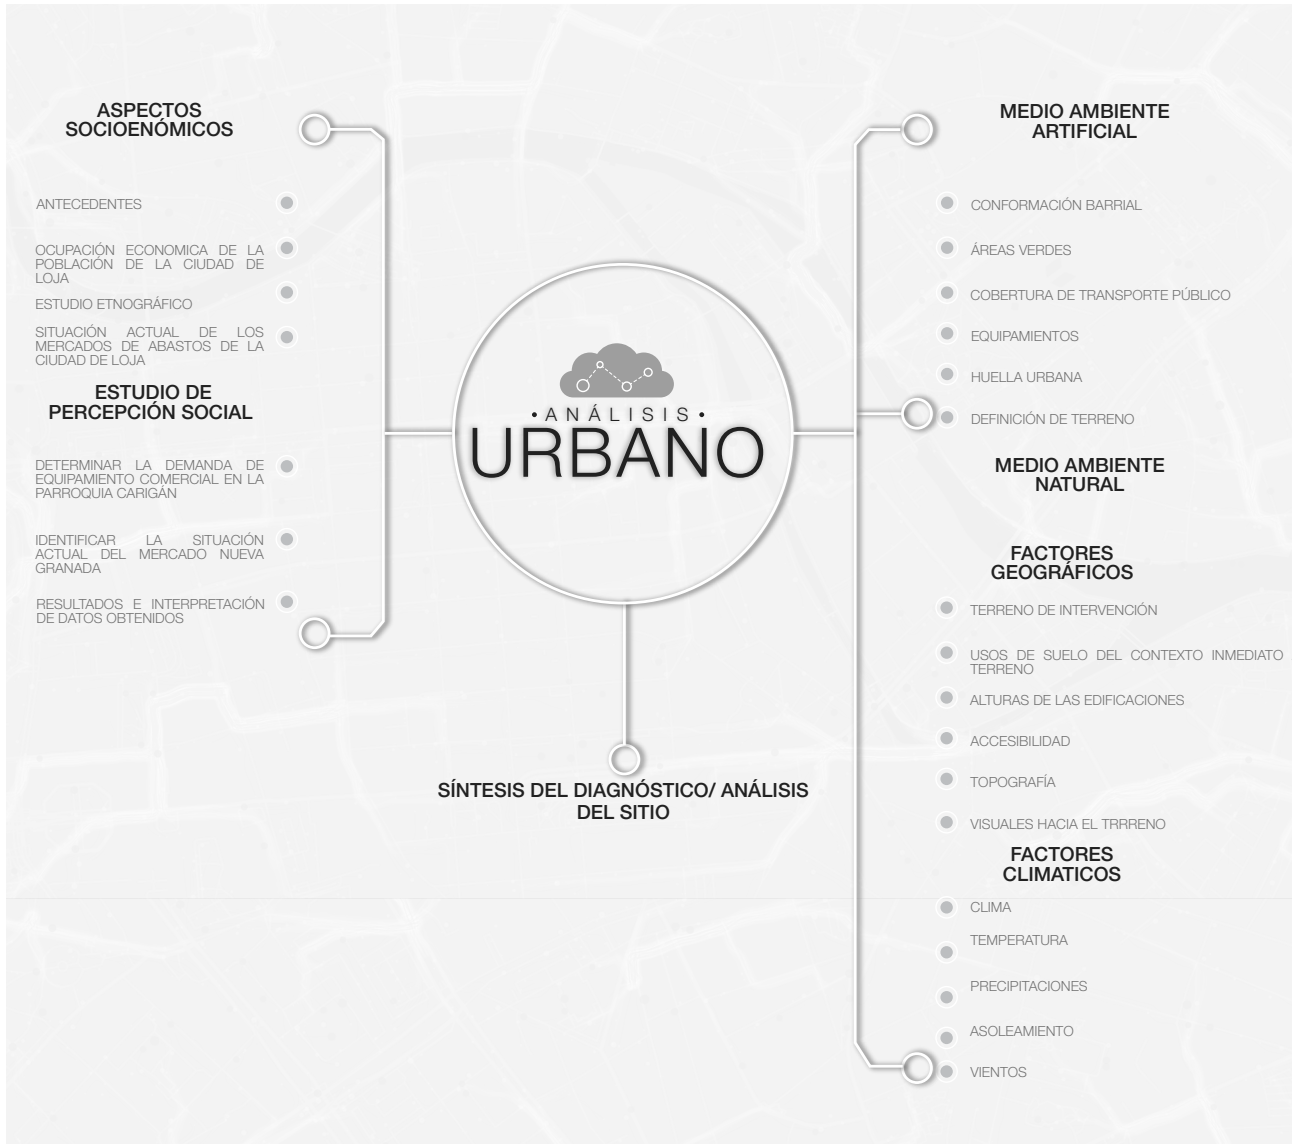 ASPECTOS
SOCIOENÓMICOS
ANTECEDENTES
OCUPACIÓN ECONOMICA DE LA
POBLACIÓN DE LA CIUDAD DE
LOJA
ESTUDIO ETNOGRÁFICO
SITUACIÓN ACTUAL DE LOS
MERCADOS DE ABASTOS DE LA
CIUDAD DE LOJA
ESTUDIO DE
PERCEPCIÓN SOCIAL
DETERMINAR LA DEMANDA DE
EQUIPAMIENTO COMERCIAL EN LA
PARROQUIA CARIGÁN
IDENTIFICAR LA SITUACIÓN
ACTUAL DEL MERCADO NUEVA
GRANADA
RESULTADOS E INTERPRETACIÓN
DE DATOS OBTENIDOS
• ANÁLISIS •
URBANO
SÍNTESIS DEL DIAGNÓSTICO/ ANÁLISIS
DEL SITIO
MEDIO AMBIENTE
ARTIFICIAL
CONFORMACIÓN BARRIAL
ÁREAS VERDES
COBERTURA DE TRANSPORTE PÚBLICO
EQUIPAMIENTOS
HUELLA URBANA
DEFINICIÓN DE TERRENO
MEDIO AMBIENTE
NATURAL
FACTORES
GEOGRÁFICOS
TERRENO DE INTERVENCIÓN
USOS DE SUELO DEL CONTEXTO INMEDIATO
TERRENO
ALTURAS DE LAS EDIFICACIONES
ACCESIBILIDAD
TOPOGRAFÍA
VISUALES HACIA EL TRRRENO
FACTORES
CLIMATICOS
CLIMA
TEMPERATURA
PRECIPITACIONES
ASOLEAMIENTO
VIENTOS